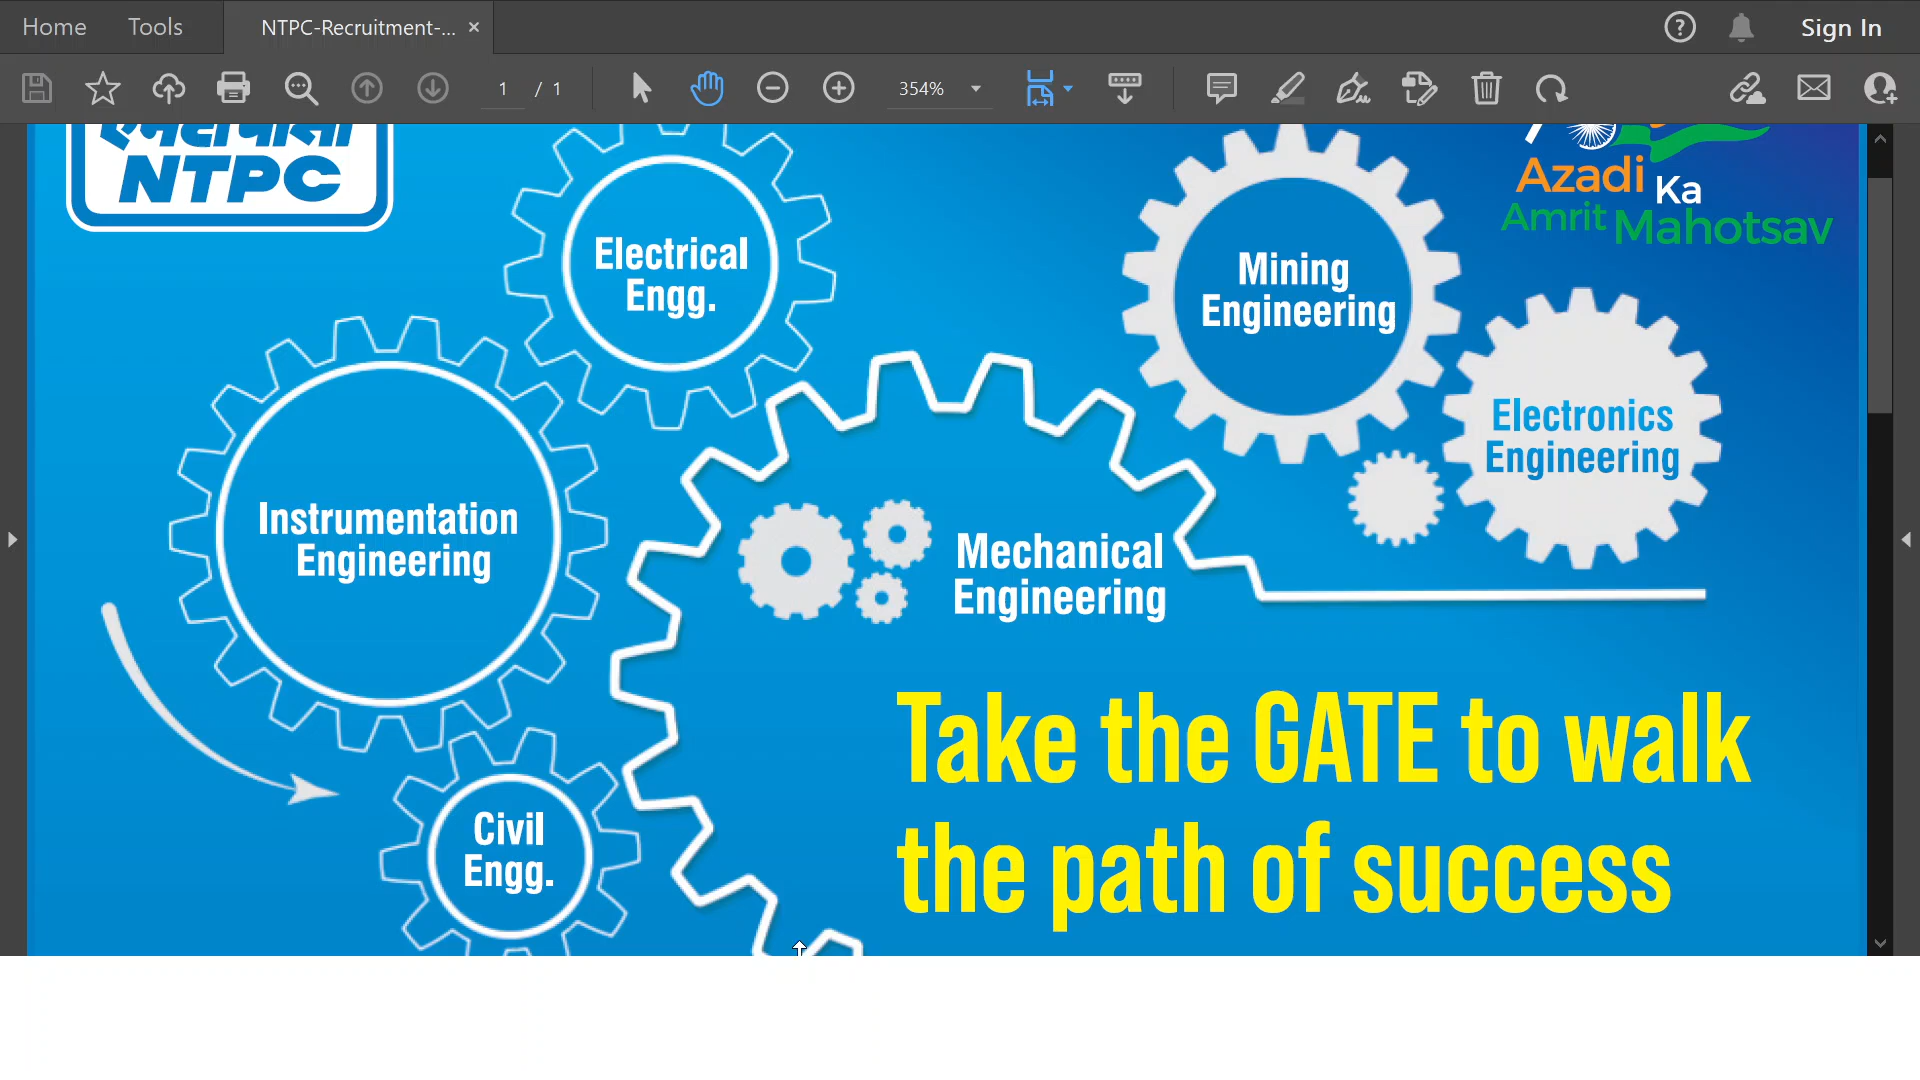 Home Tools NTPC-Recruitment-... × Sign In
1 / 1 354%
NTPC
Azadi Ka
Amrit Mahotsav
Electrical
Engg.
Mining
Engineering
Electronics
Engineering
Instrumentation
Engineering
Mechanical
Engineering
Civil
Engg.
Take the GATE to walk
the path of success